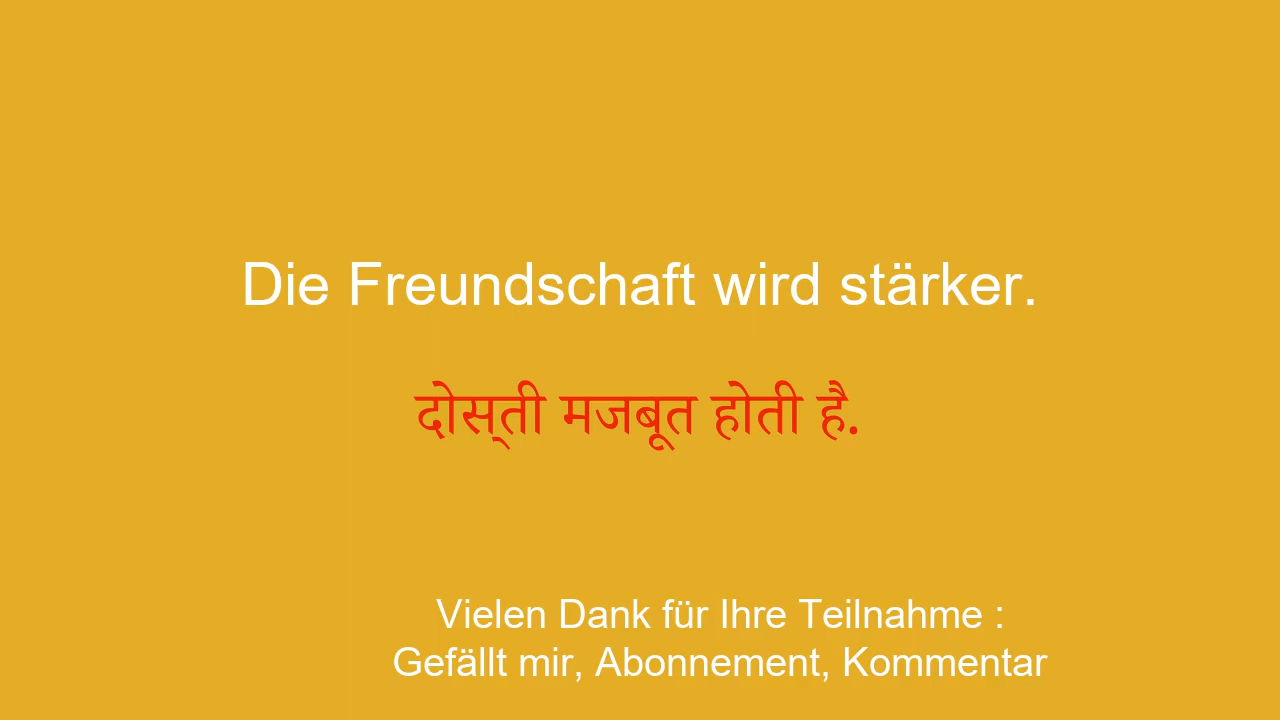 Die Freundschaft wird stärker.
दोस्ती मजबूत होती है.
Vielen Dank für Ihre Teilnahme :
Gefällt mir, Abonnement, Kommentar